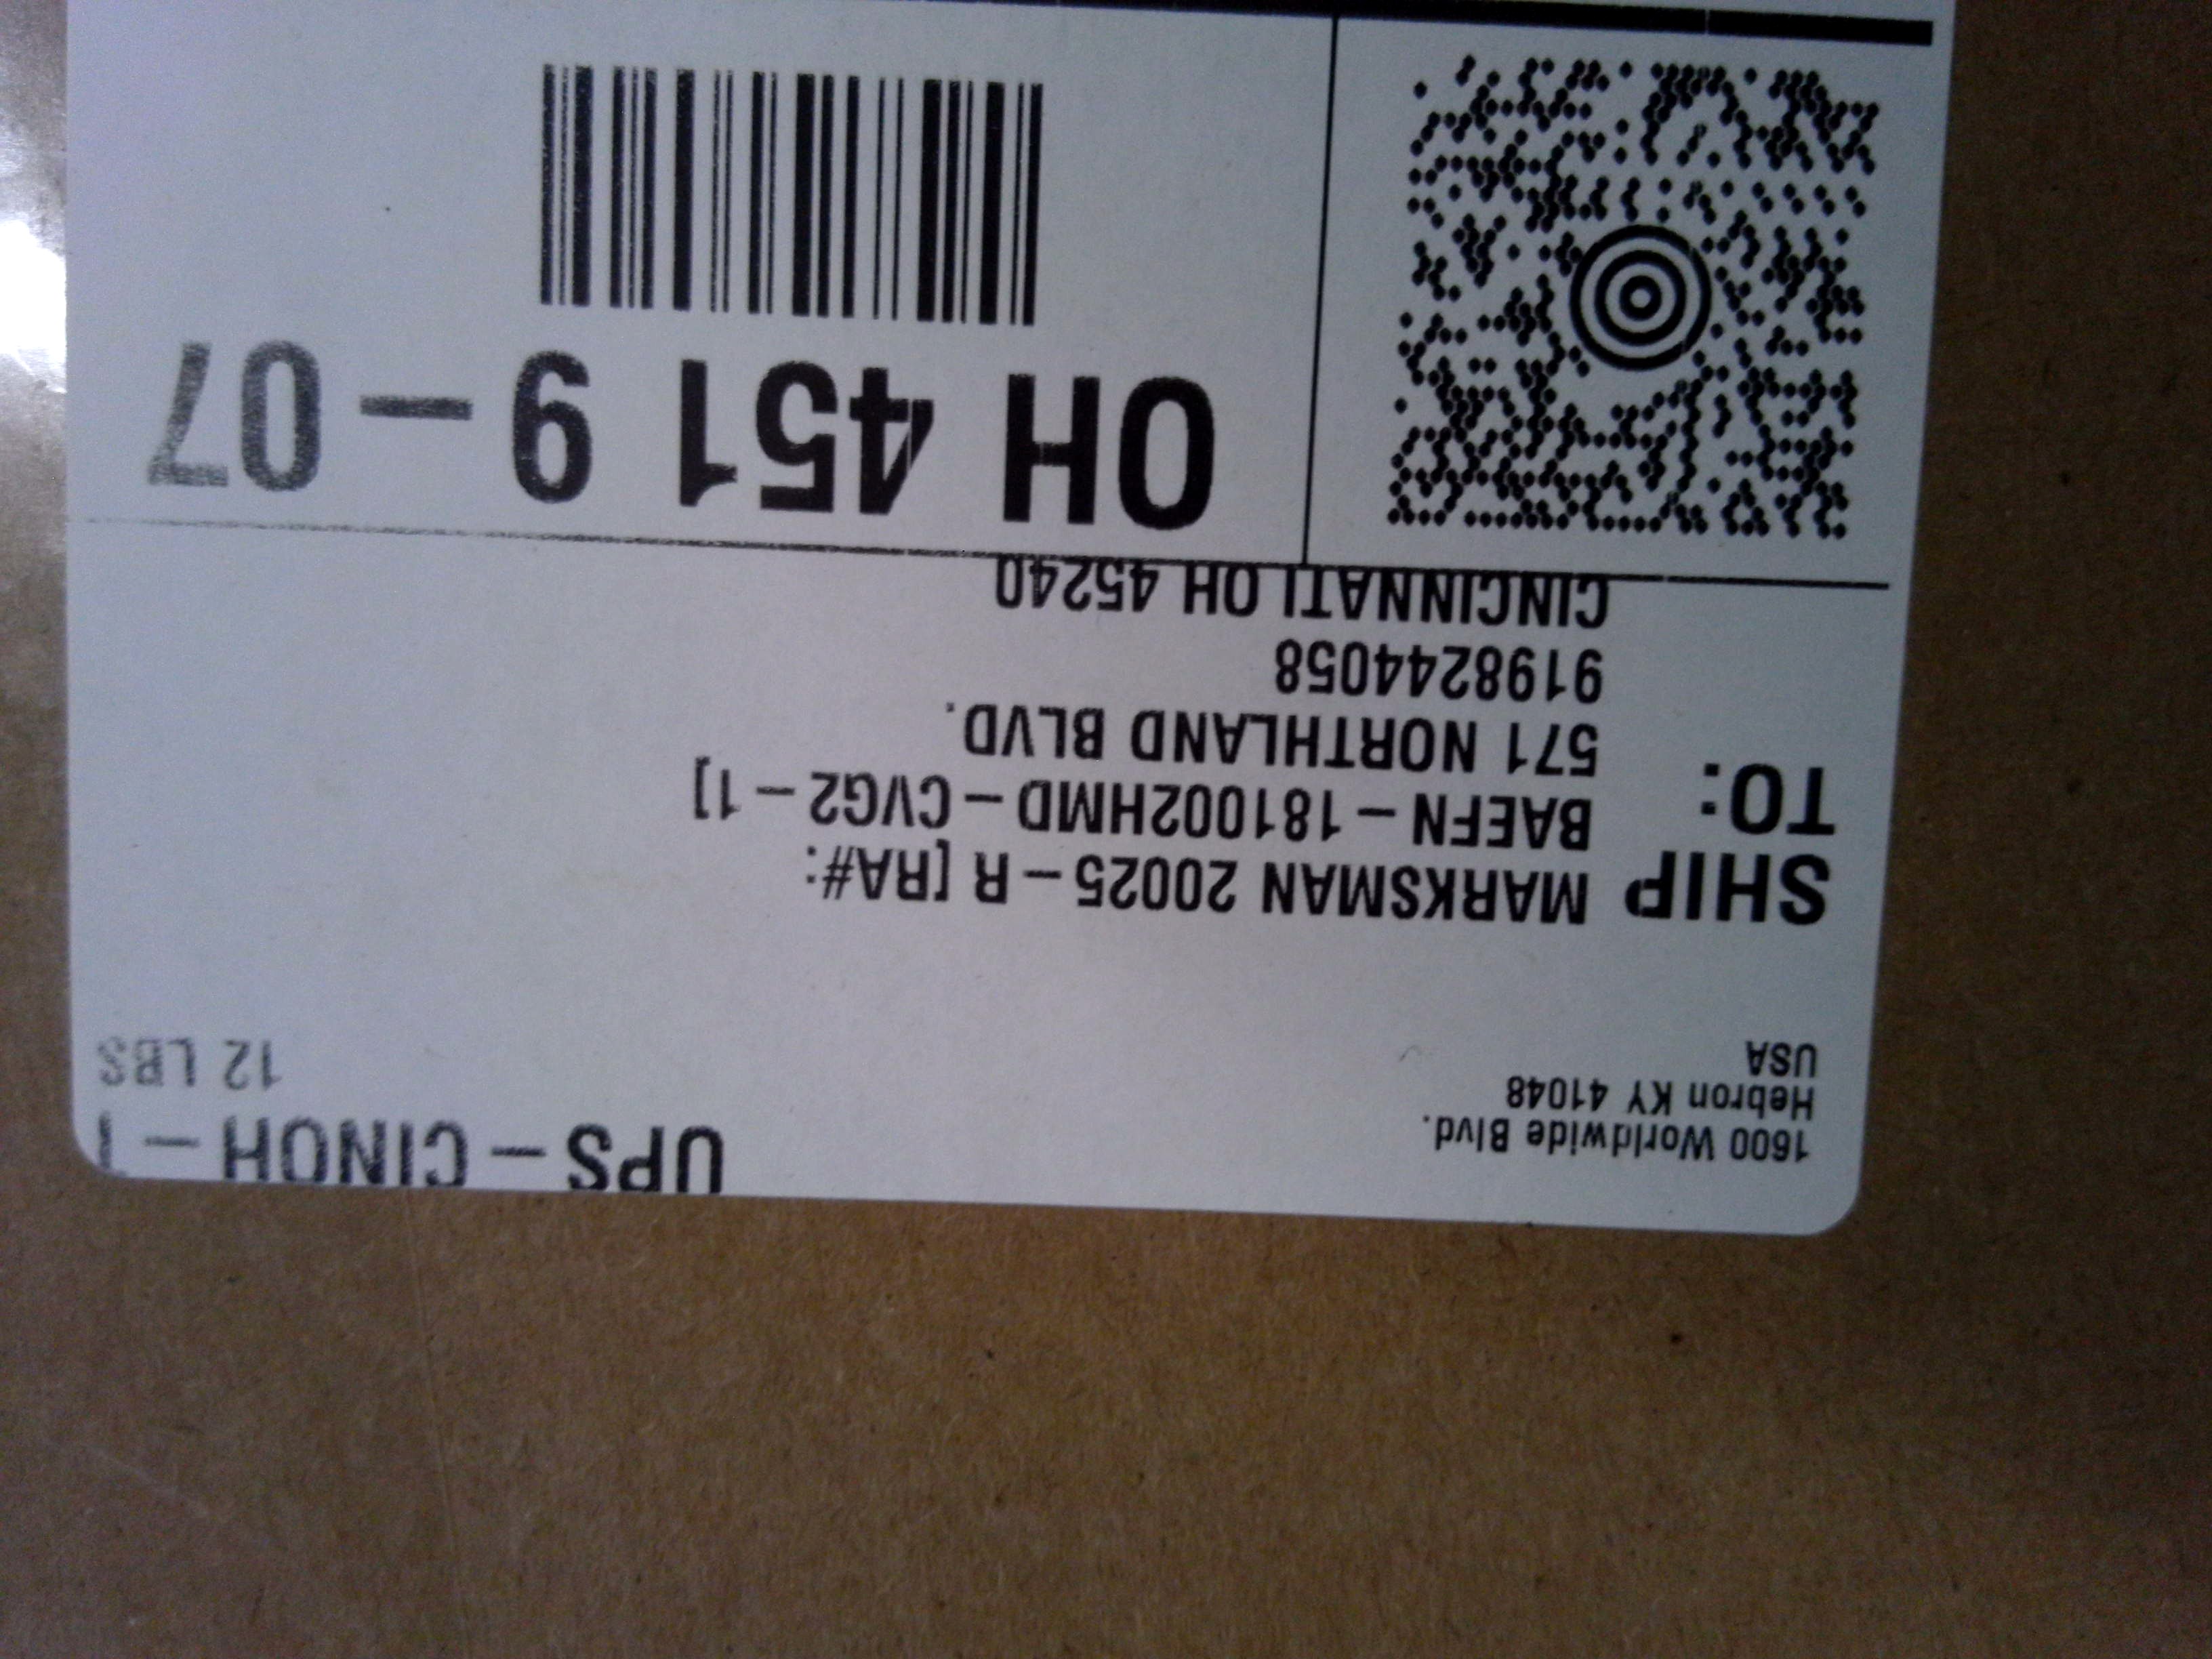 UPS - CINOH - 1
12 LBS
1600 Worldwide Blvd.
Hebron KY 41048
USA
SHIP TO:
MARKSMAN 20025 - R [RA#:
BAEFN - 181002HMD - CVG2 - 1]
571 NORTHLAND BLVD.
9198244058
CINCINNATI OH 45240
OH 451 9 - 07